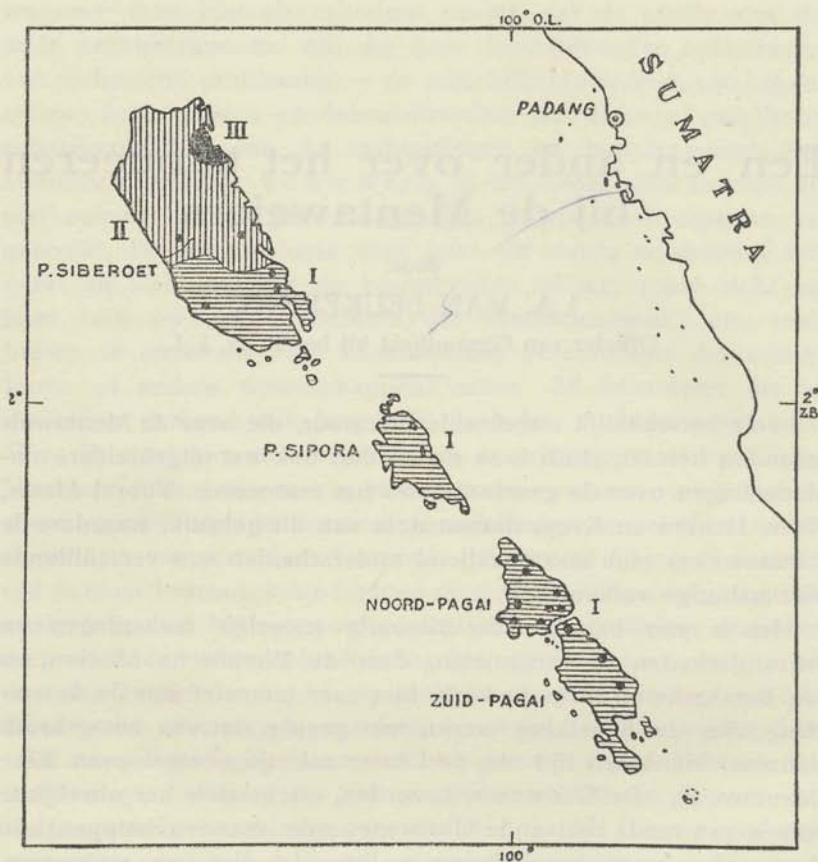 100° O.L.
SUMATRA
PADANG
III
II
P. SIBEROET
I
2°
2°
Z.B.
I
P. SIPORA
NOORD-PAGAI
I
ZUID-PAGAI
100°